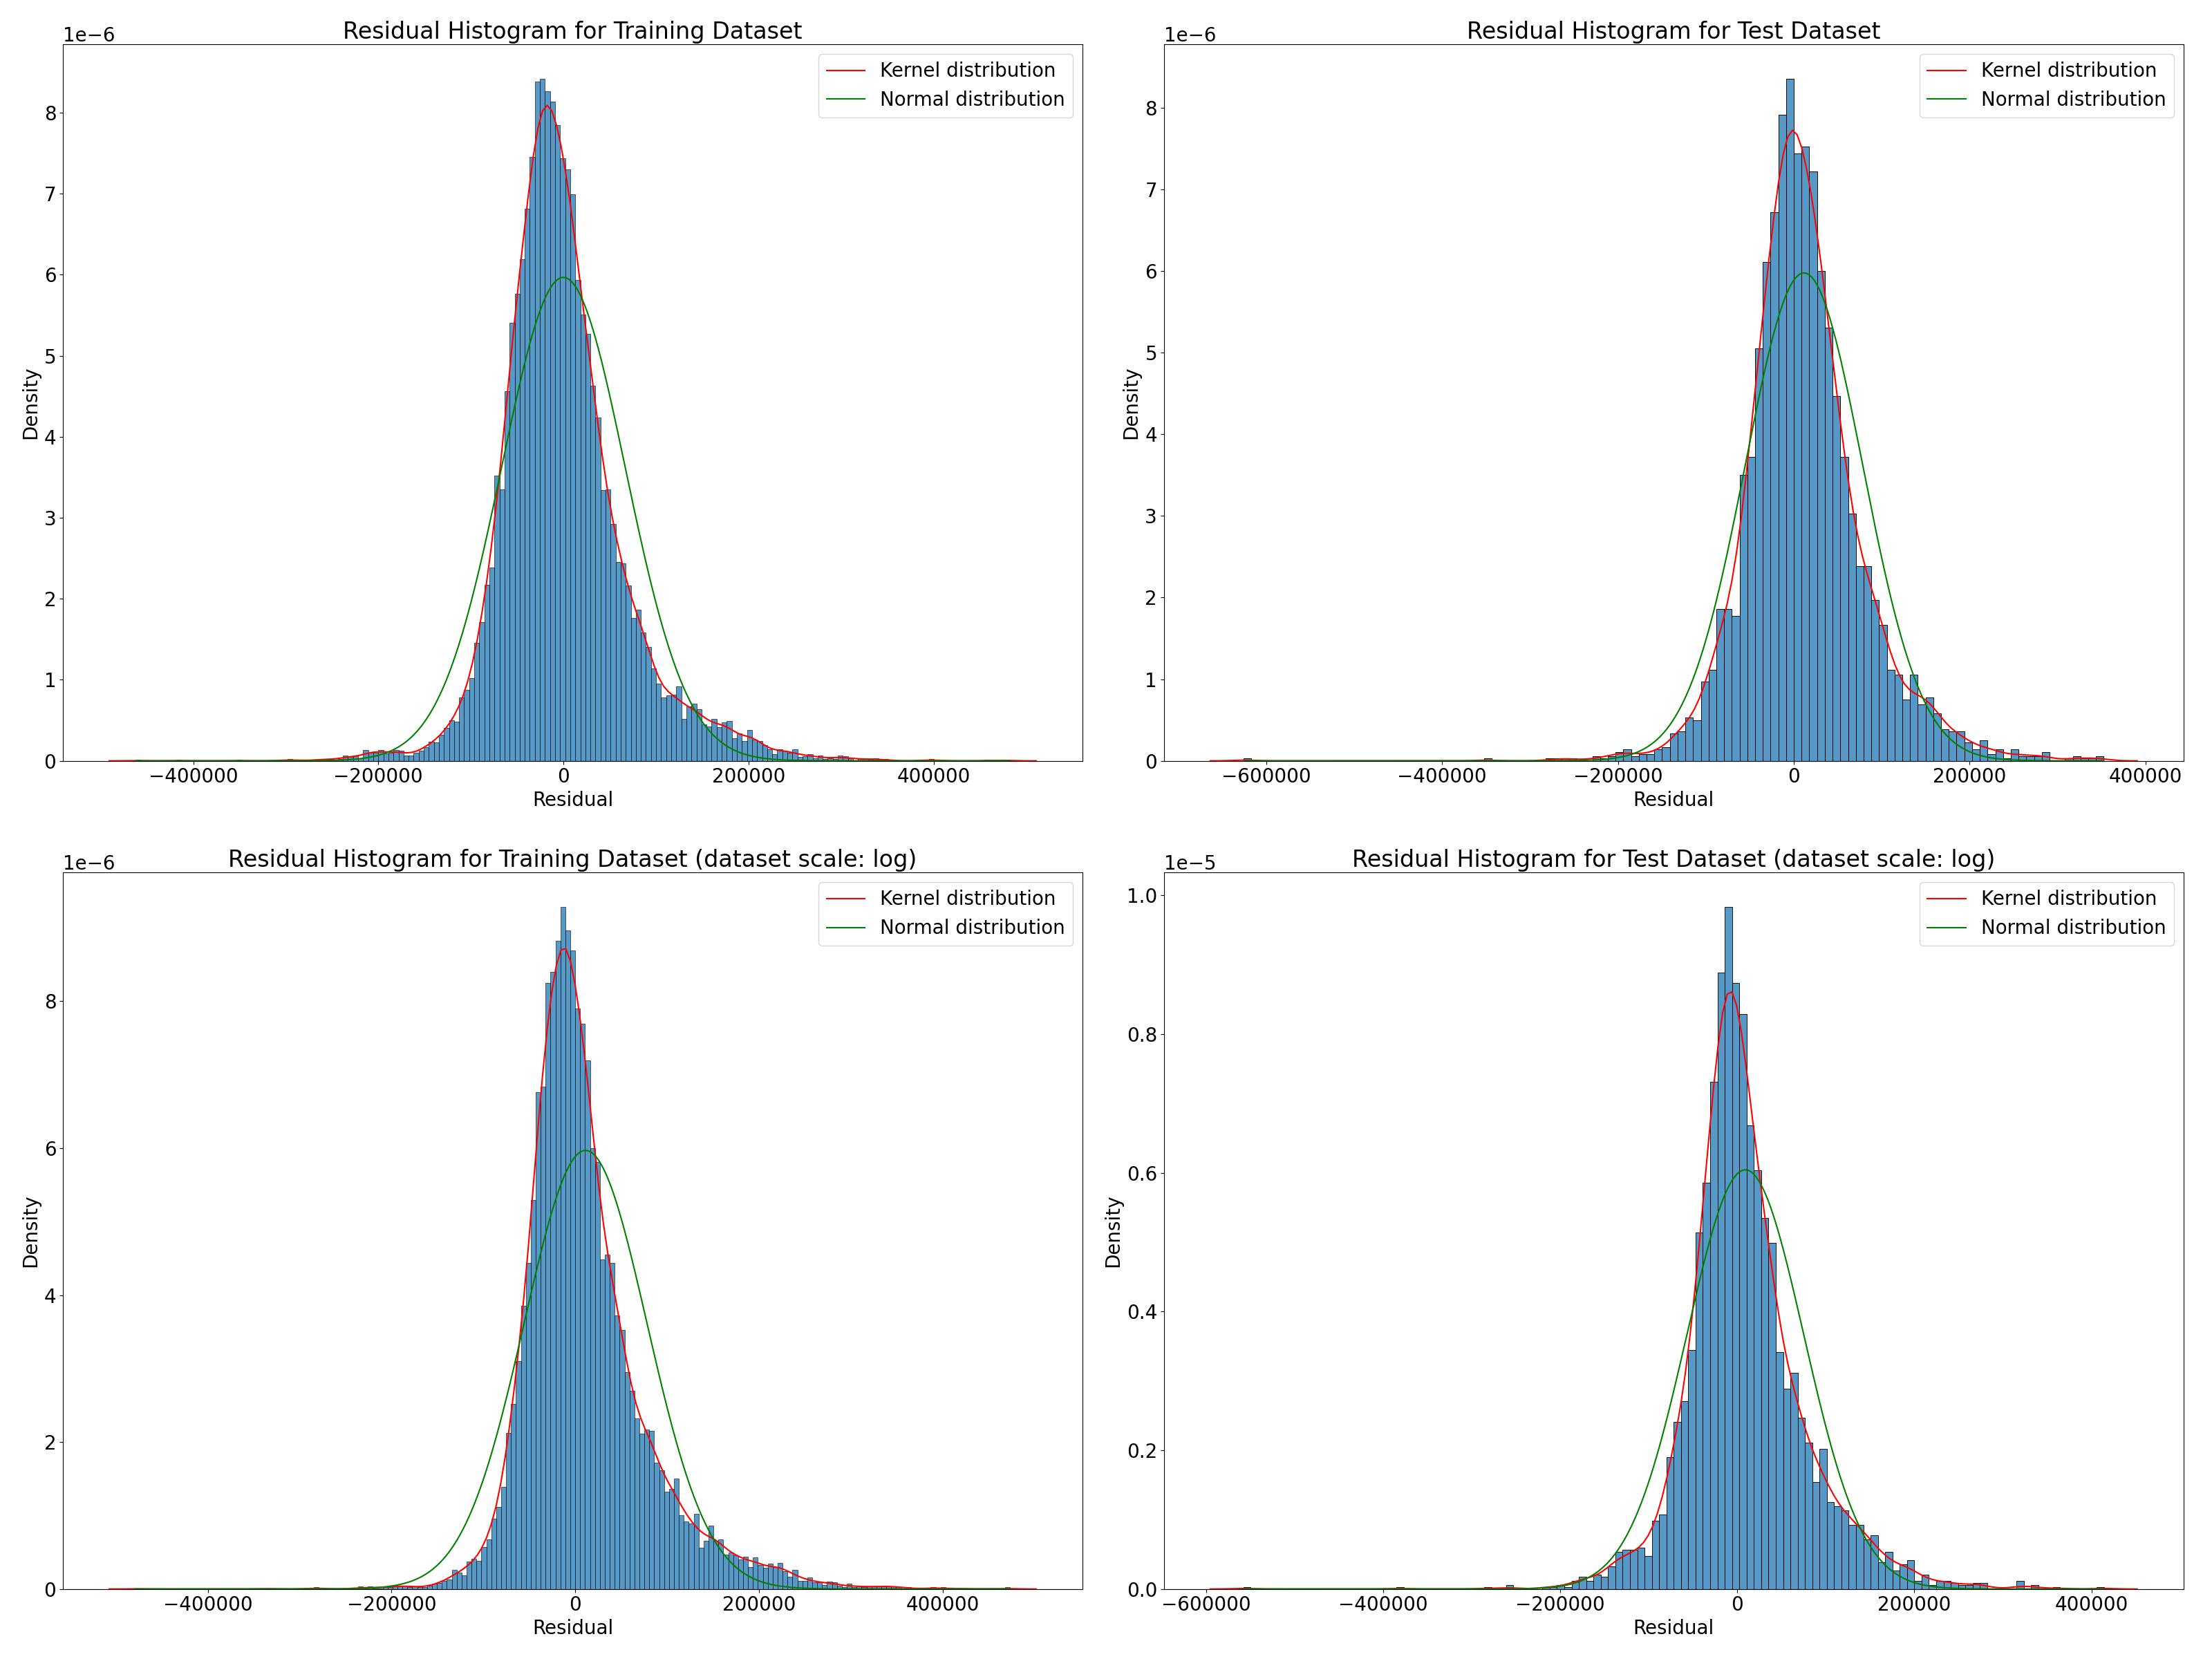 Residual Histogram for Training Dataset
1e−6
Kernel distribution
Normal distribution
8
7
6
5
4
3
2
1
0
Density
−400000 −200000 0 200000 400000
Residual
Residual Histogram for Test Dataset
1e−6
Kernel distribution
Normal distribution
8
7
6
5
4
3
2
1
0
Density
−600000 −400000 −200000 0 200000 400000
Residual
Residual Histogram for Training Dataset (dataset scale: log)
1e−6
Kernel distribution
Normal distribution
8
6
4
2
0
Density
−400000 −200000 0 200000 400000
Residual
Residual Histogram for Test Dataset (dataset scale: log)
1e−5
Kernel distribution
Normal distribution
1.0
0.8
0.6
0.4
0.2
0.0
Density
−600000 −400000 −200000 0 200000 400000
Residual